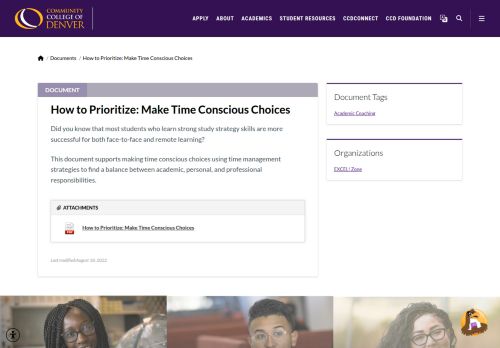 COMMUNITY
COLLEGE OF
DENVER
APPLY ABOUT ACADEMICS STUDENT RESOURCES CCDCONNECT CCD FOUNDATION
/ Documents / How to Prioritize: Make Time Conscious Choices
DOCUMENT
How to Prioritize: Make Time Conscious Choices
Did you know that most students who learn strong study strategy skills are more
successful for both face-to-face and remote learning?
This document supports making time conscious choices using time management
strategies to find a balance between academic, personal, and professional
responsibilities.
ATTACHMENTS
PDF
How to Prioritize: Make Time Conscious Choices
Last modified August 10, 2022
Document Tags
Academic Coaching
Organizations
EXCEL! Zone